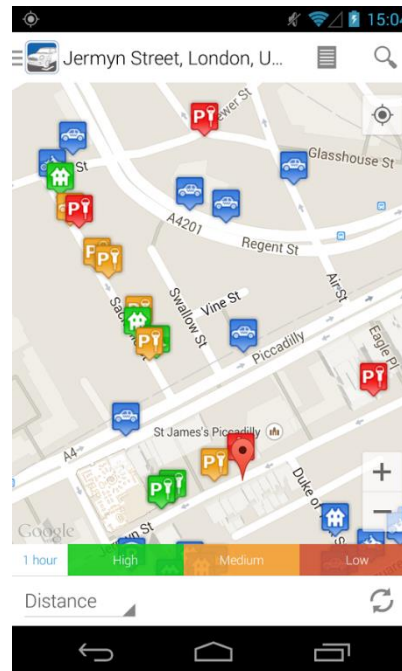 15:04
Jermyn Street, London, U...
Glasshouse St
A4201
Regent St
Air St
Swallow St
Vine St
Piccadilly
Eagle Pl
St James's Piccadilly
A4
Duke of
Jermyn St
Google
+
−
1 hour High Medium Low
Distance